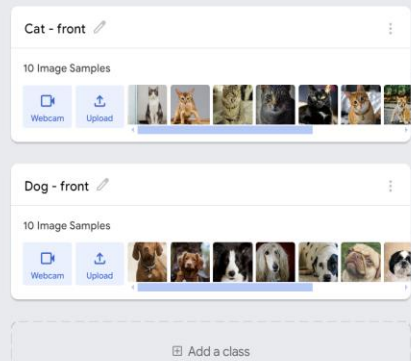 Cat - front
10 Image Samples
Webcam Upload
Dog - front
10 Image Samples
Webcam Upload
Add a class